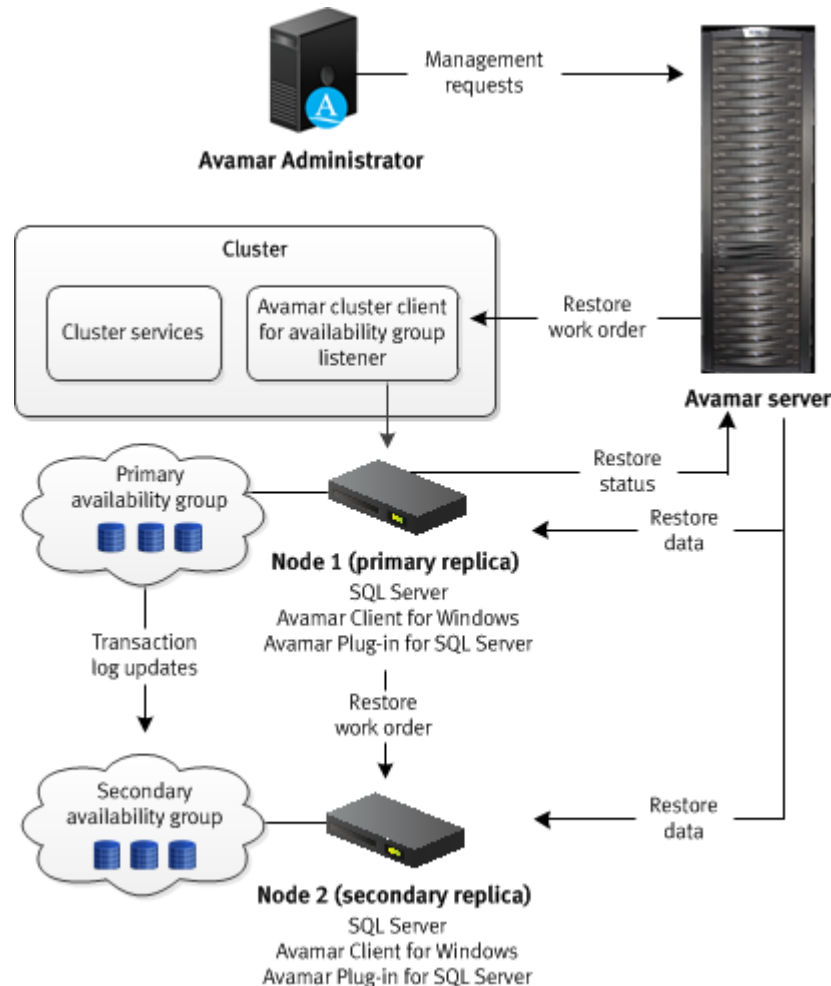 Management
requests
A
Avamar Administrator
Cluster
Cluster services
Avamar cluster client
for availability group
listener
Restore
work order
Avamar server
Primary
availability group
Restore
status
Restore
data
Node 1 (primary replica)
SQL Server
Avamar Client for Windows
Avamar Plug-in for SQL Server
Transaction
log updates
Restore
work order
Secondary
availability group
Restore
data
Node 2 (secondary replica)
SQL Server
Avamar Client for Windows
Avamar Plug-in for SQL Server